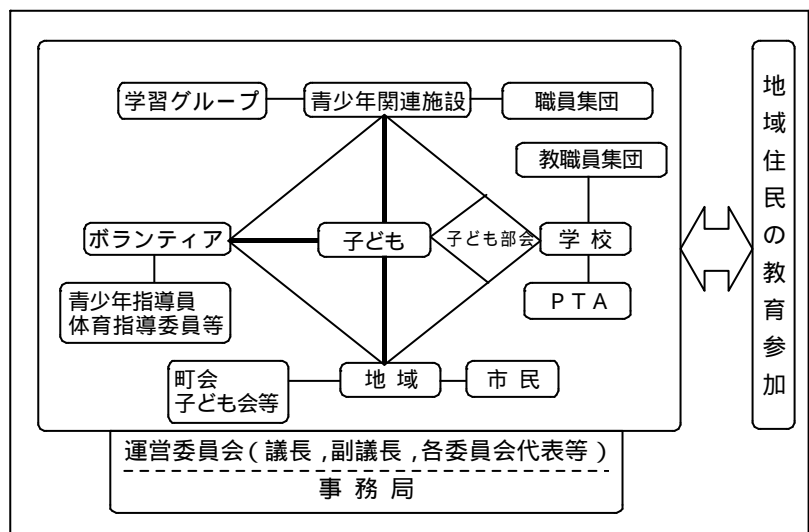 学習グループ
青少年関連施設
職員集団
教職員集団
ボランティア
子ども
子ども部会
学校
青少年指導員
体育指導委員等
PTA
町会
子ども会等
地域
市民
運営委員会(議長,副議長,各委員会代表等)
事務局
地域住民の教育参加